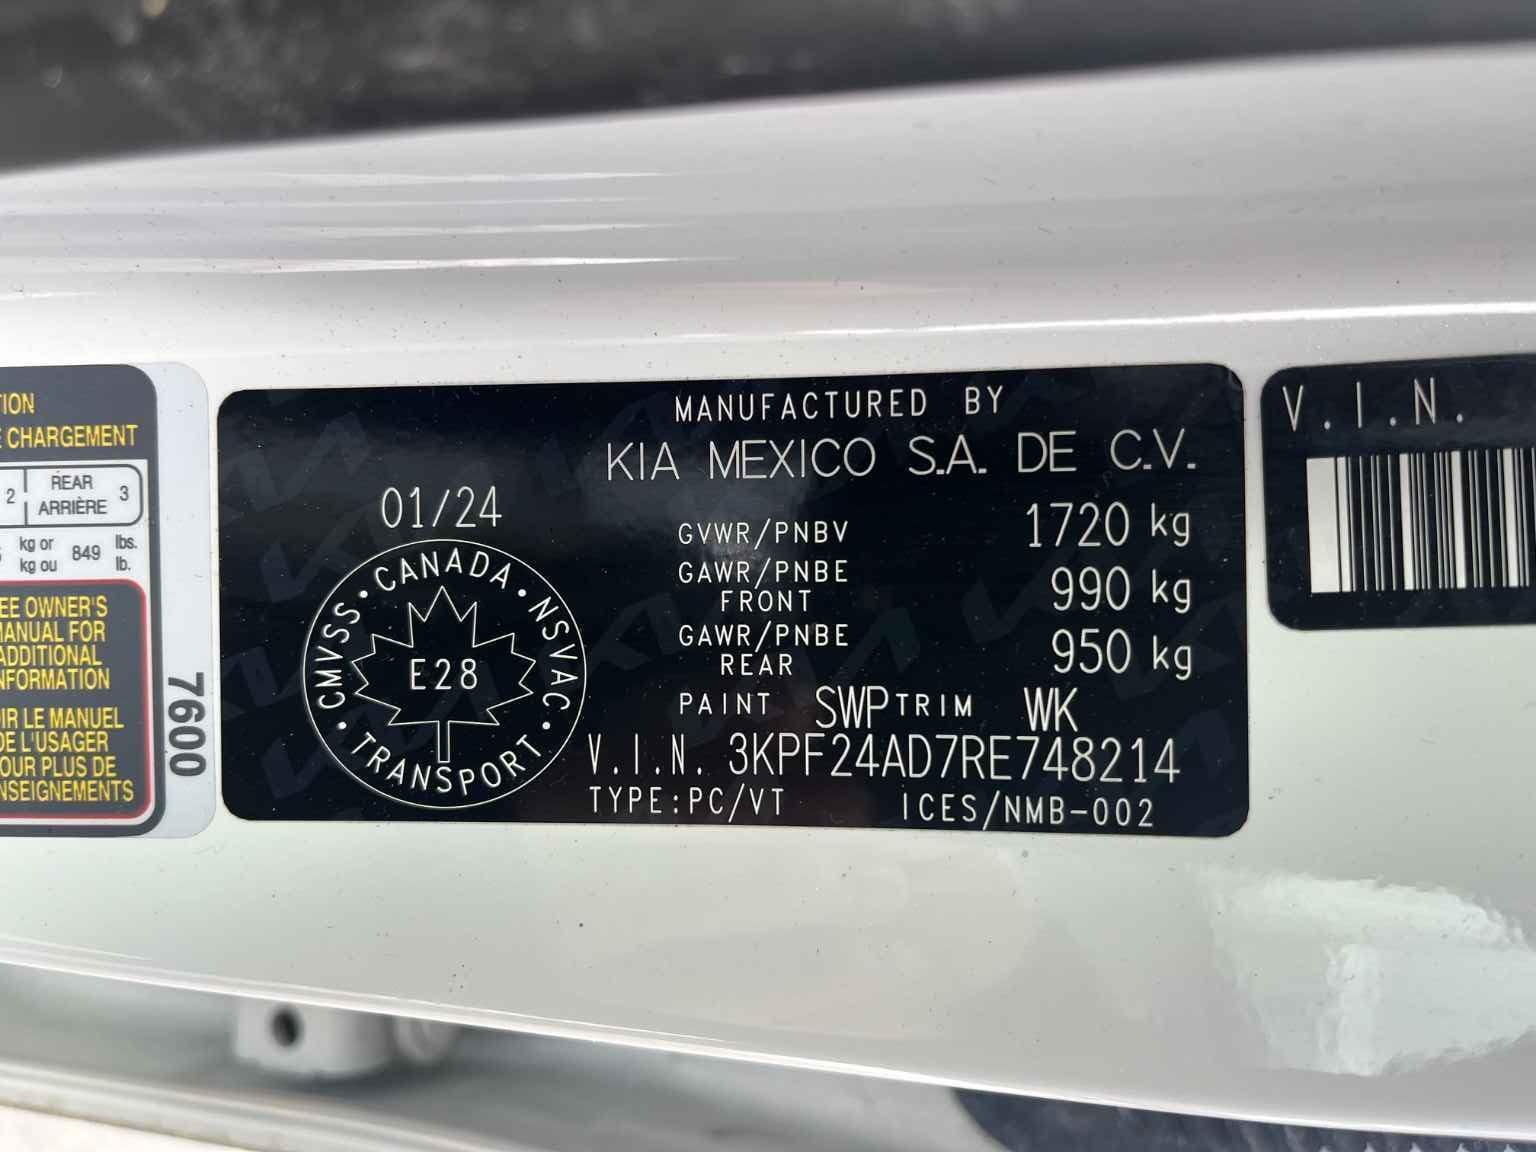 TION
E CHARGEMENT
2 REAR ARRIÈRE 3
kg or 849 lbs.
kg ou lb.
EE OWNER'S
MANUAL FOR
ADDITIONAL
NFORMATION
IR LE MANUEL
DE L'USAGER
OUR PLUS DE
NSEIGNEMENTS
7600
MANUFACTURED BY
KIA MEXICO S.A. DE C.V.
01/24
GVWR/PNBV 1720 kg
GAWR/PNBE FRONT 990 kg
GAWR/PNBE REAR 950 kg
PAINT SWP TRIM WK
V.I.N. 3KPF24AD7RE748214
TYPE:PC/VT ICES/NMB-002
CMVSS · CANADA · NSVAC · TRANSPORT ·
E28
V.I.N.